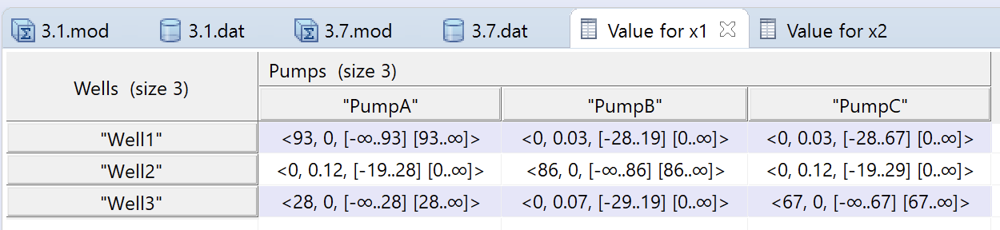 3.1.mod 3.1.dat 3.7.mod 3.7.dat Value for x1 Value for x2
Wells (size 3) Pumps (size 3)
"PumpA" "PumpB" "PumpC"
"Well1" <93, 0, [-∞..93] [93..∞]> <0, 0.03, [-28..19] [0..∞]> <0, 0.03, [-28..67] [0..∞]>
"Well2" <0, 0.12, [-19..28] [0..∞]> <86, 0, [-∞..86] [86..∞]> <0, 0.12, [-19..29] [0..∞]>
"Well3" <28, 0, [-∞..28] [28..∞]> <0, 0.07, [-29..19] [0..∞]> <67, 0, [-∞..67] [67..∞]>